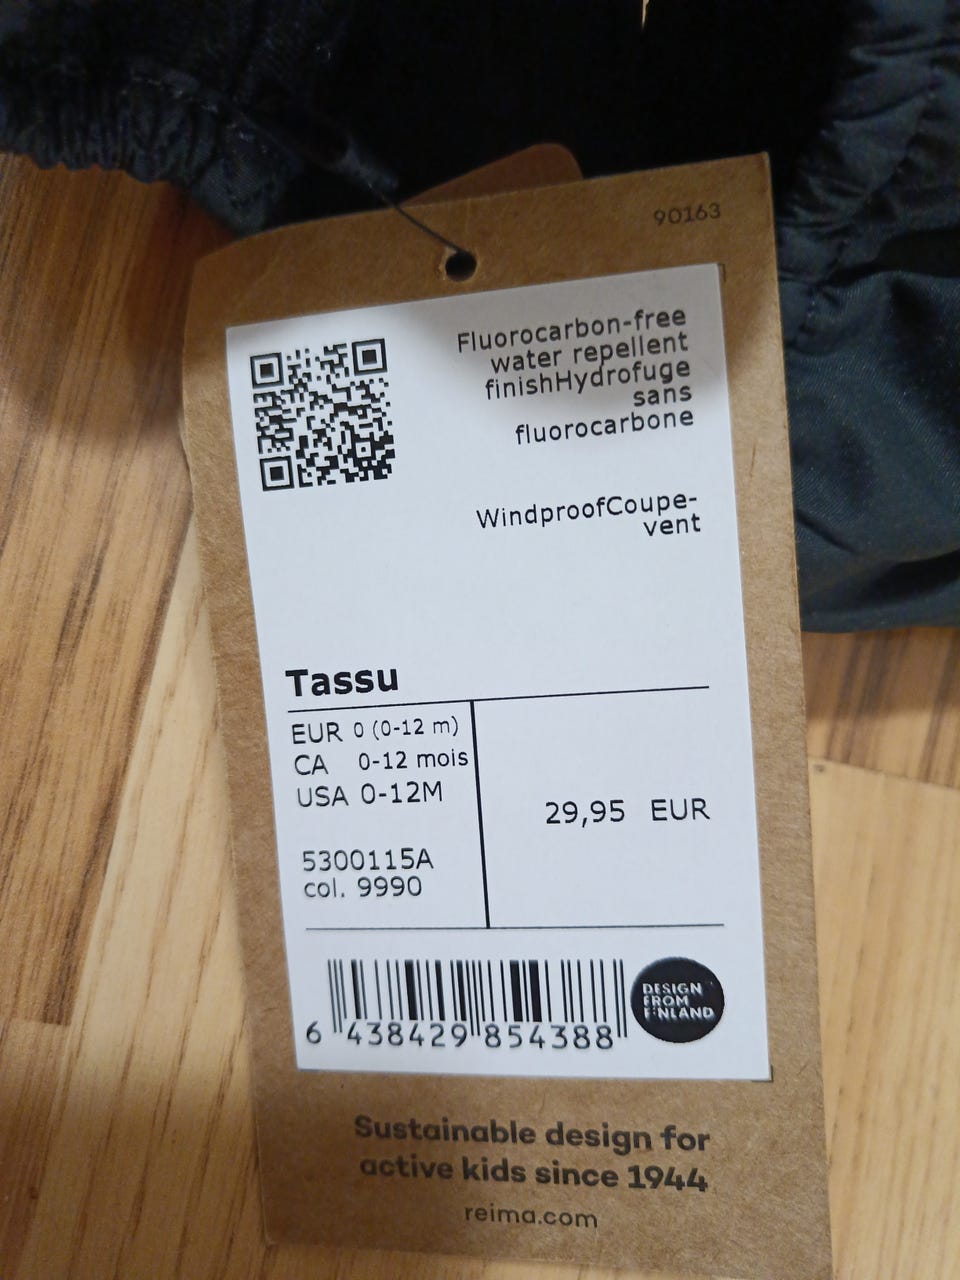 90163
Fluorocarbon-free
water repellent
finishHydrofuge
sans
fluorocarbone
WindproofCoupe-
vent
Tassu
EUR 0 (0-12 m)
CA 0-12 mois
USA 0-12M
5300115A
col. 9990
29,95 EUR
6 438429 854388
DESIGN
FROM
FINLAND
Sustainable design for
active kids since 1944
reima.com